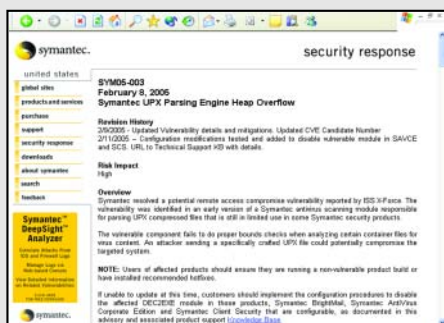 symantec.
security response
united states
global sites
products and services
purchase
support
security response
downloads
about symantec
search
feedback
Symantec™
DeepSight™
Analyzer
symantec.
SYM05-003
February 8, 2005
Symantec UPX Parsing Engine Heap Overflow
Revision History
2/9/2005 - Updated Vulnerability details and mitigations. Updated CVE Candidate Number
2/11/2005 – Configuration modifications tested and added to disable vulnerable module in SAVCE
and SCS. URL to Technical Support KB with details.
Risk Impact
High
Overview
Symantec resolved a potential remote access compromise vulnerability reported by ISS X-Force. The
vulnerability was identified in an early version of a Symantec antivirus scanning module responsible
for parsing UPX compressed files that is still in limited use in some Symantec security products.
The vulnerable component fails to do proper bounds checks when analyzing certain container files for
virus content. An attacker sending a specifically crafted UPX file could potentially compromise the
targeted system.
NOTE: Users of affected products should ensure they are running a non-vulnerable product build or
have installed recommended hotfixes.
If unable to update at this time, customers should implement the configuration procedures to disable
the affected DEC2EXE module in those products, Symantec BrightMail, Symantec AntiVirus
Corporate Edition and Symantec Client Security that are configurable, as documented in this
advisory and associated product support Knowledge Base